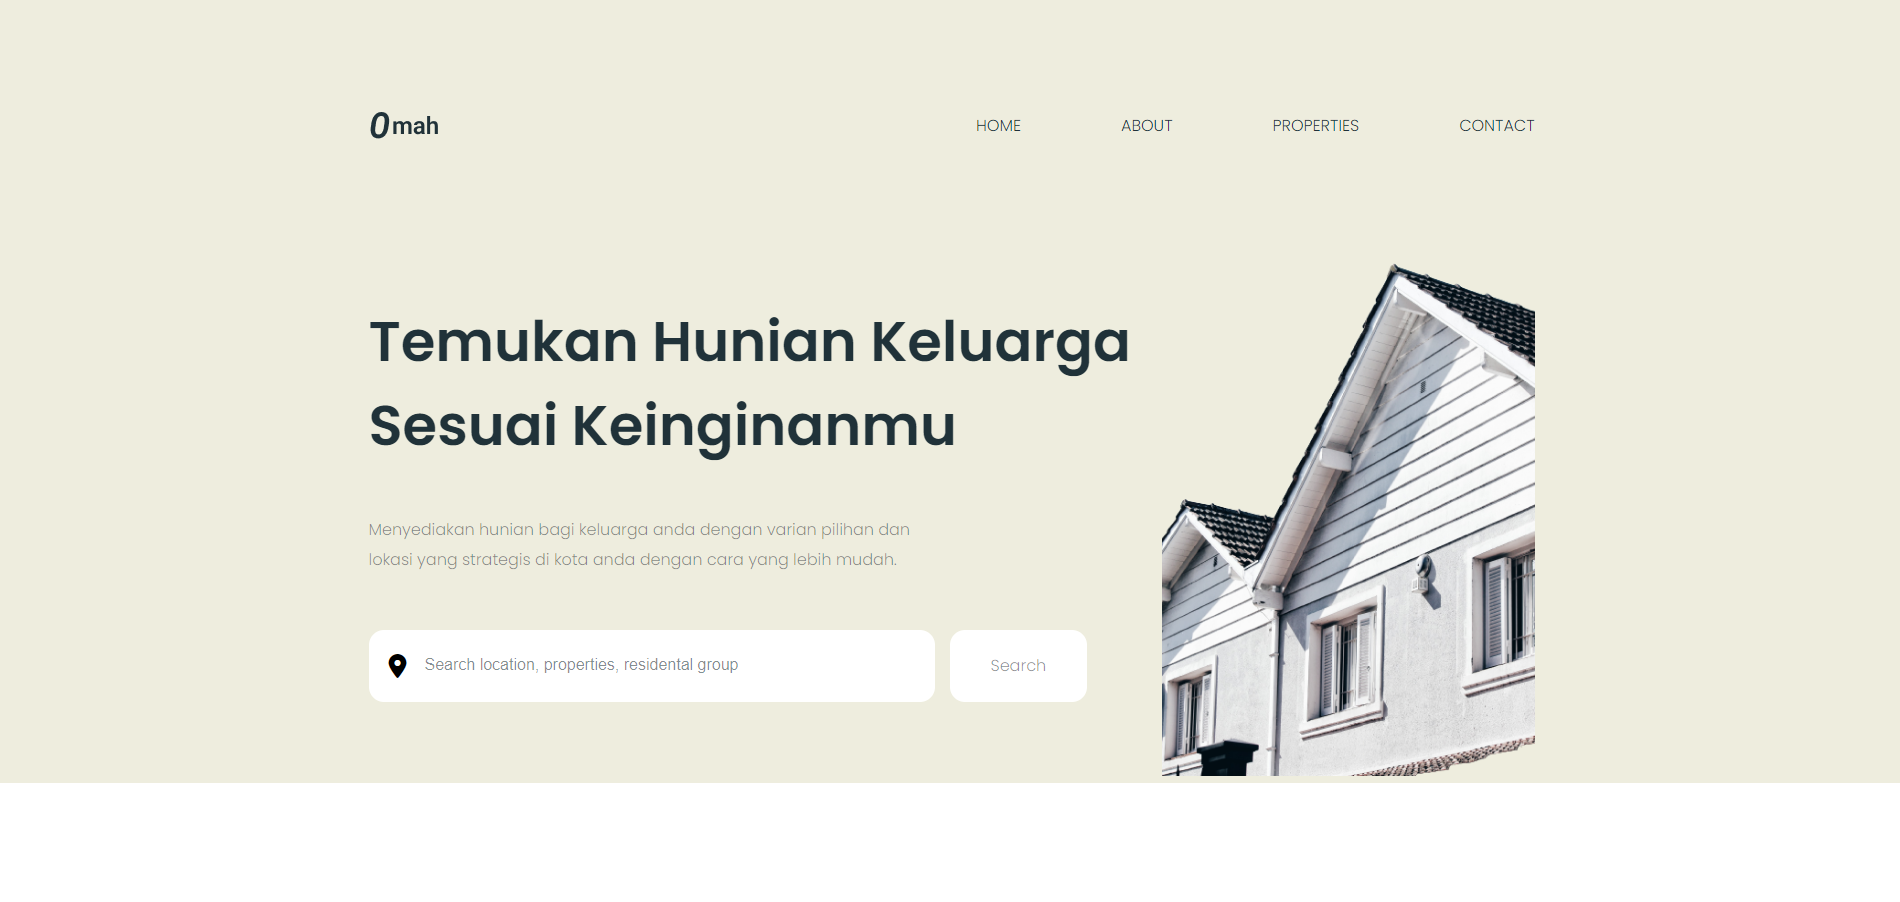 Omah
HOME
ABOUT
PROPERTIES
CONTACT
Temukan Hunian Keluarga
Sesuai Keinginanmu
Menyediakan hunian bagi keluarga anda dengan varian pilihan dan
lokasi yang strategis di kota anda dengan cara yang lebih mudah.
Search location, properties, residental group
Search